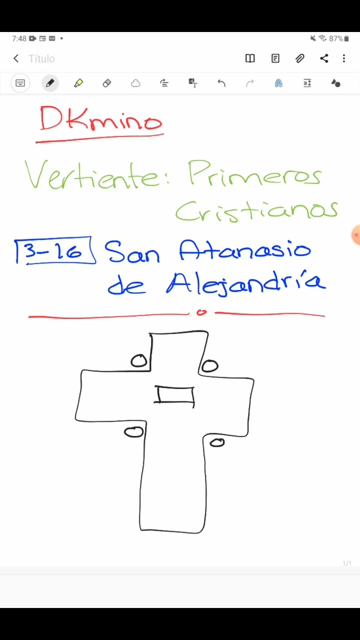 7:48 87%
Título
DKmino
Vertiente: Primeros
Cristianos
3-16 San Atanasio
de Alejandría
1/1